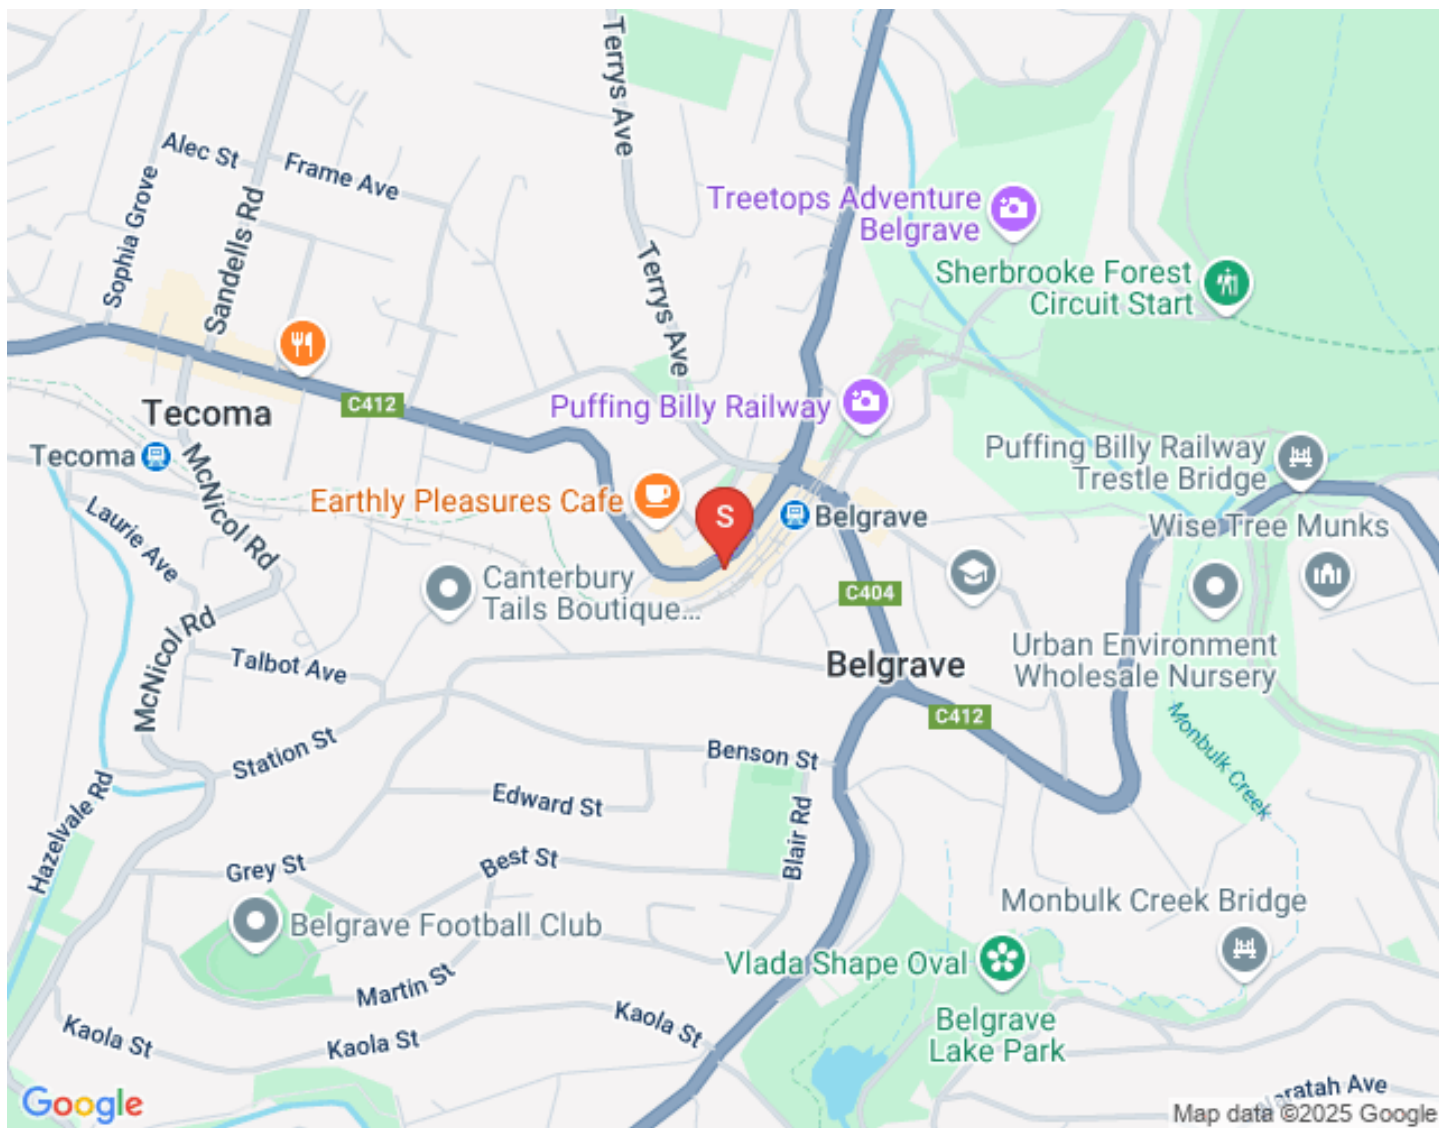 Terrys Ave
Alec St
Frame Ave
Sophia Grove
Sandells Rd
Terrys Ave
Treetops Adventure
Belgrave
Sherbrooke Forest
Circuit Start
C412
Puffing Billy Railway
Tecoma
Tecoma
McNicol Rd
Puffing Billy Railway
Trestle Bridge
Earthly Pleasures Cafe
S
Belgrave
Wise Tree Munks
Laurie Ave
Canterbury
Tails Boutique...
C404
McNicol Rd
Talbot Ave
Belgrave
Urban Environment
Wholesale Nursery
C412
Monbulk Creek
Station St
Benson St
Edward St
Hazelvale Rd
Blair Rd
Grey St
Best St
Belgrave Football Club
Monbulk Creek Bridge
Vlada Shape Oval
Martin St
Kaola St
Kaola St
Kaola St
Belgrave
Lake Park
Google
aratah Ave
Map data ©2025 Google